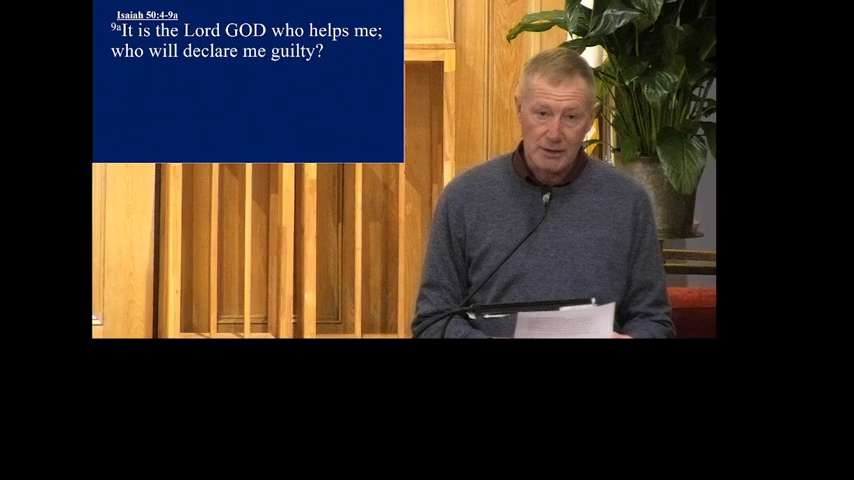 Isaiah 50:4-9a
9aIt is the Lord GOD who helps me;
who will declare me guilty?